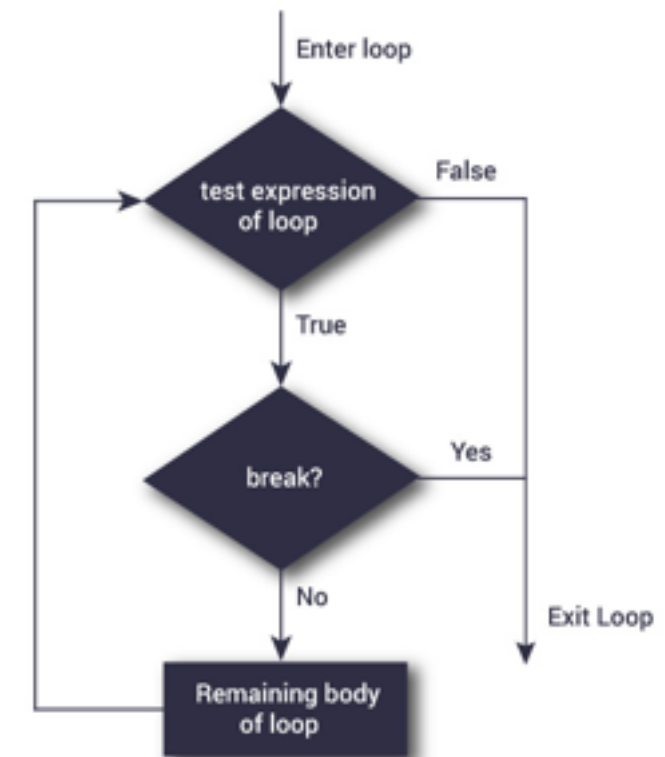 Enter loop
test expression
of loop
False
True
break?
Yes
No
Exit Loop
Remaining body
of loop